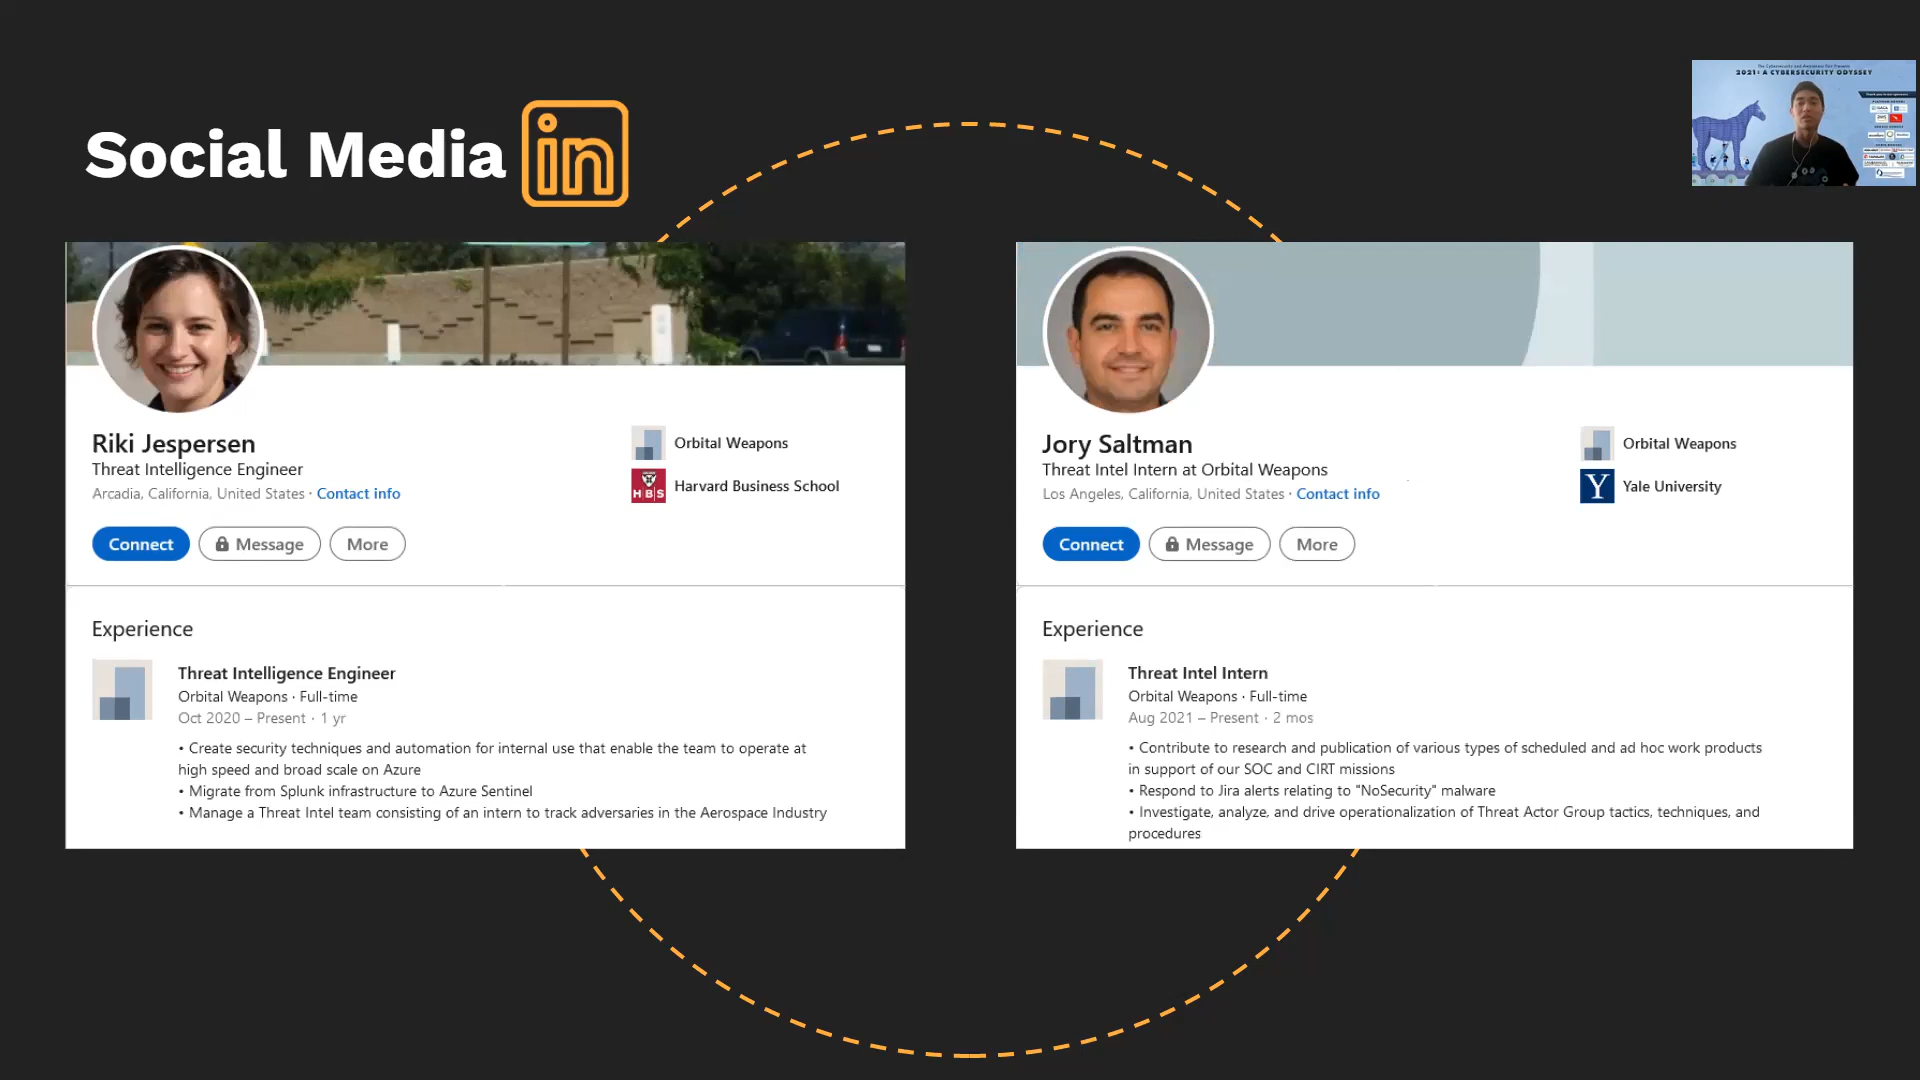 2021: A CYBERSECURITY ODYSSEY
Social Media in
Riki Jespersen
Threat Intelligence Engineer
Arcadia, California, United States · Contact info
Orbital Weapons
HBS
Harvard Business School
Connect
Message
More
Experience
Threat Intelligence Engineer
Orbital Weapons · Full-time
Oct 2020 – Present · 1 yr
• Create security techniques and automation for internal use that enable the team to operate at
high speed and broad scale on Azure
• Migrate from Splunk infrastructure to Azure Sentinel
• Manage a Threat Intel team consisting of an intern to track adversaries in the Aerospace Industry
Jory Saltman
Threat Intel Intern at Orbital Weapons
Los Angeles, California, United States · Contact info
Orbital Weapons
Y
Yale University
Connect
Message
More
Experience
Threat Intel Intern
Orbital Weapons · Full-time
Aug 2021 – Present · 2 mos
• Contribute to research and publication of various types of scheduled and ad hoc work products
in support of our SOC and CIRT missions
• Respond to Jira alerts relating to "NoSecurity" malware
• Investigate, analyze, and drive operationalization of Threat Actor Group tactics, techniques, and
procedures